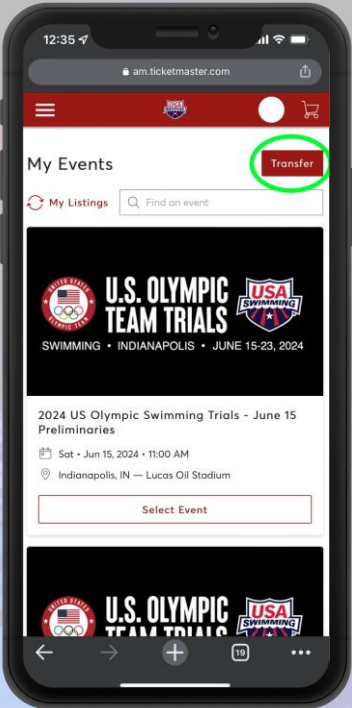 12:35
am.ticketmaster.com
USA
SWIMMING
My Events
Transfer
My Listings
Find an event
UNITED STATES
OLYMPIC TEAM
U.S. OLYMPIC
TEAM TRIALS
USA
SWIMMING
SWIMMING • INDIANAPOLIS • JUNE 15-23, 2024
2024 US Olympic Swimming Trials - June 15
Preliminaries
Sat • Jun 15, 2024 • 11:00 AM
Indianapolis, IN — Lucas Oil Stadium
Select Event
UNITED STATES
U.S. OLYMPIC
TEAM TRIALS
USA
SWIMMING
19